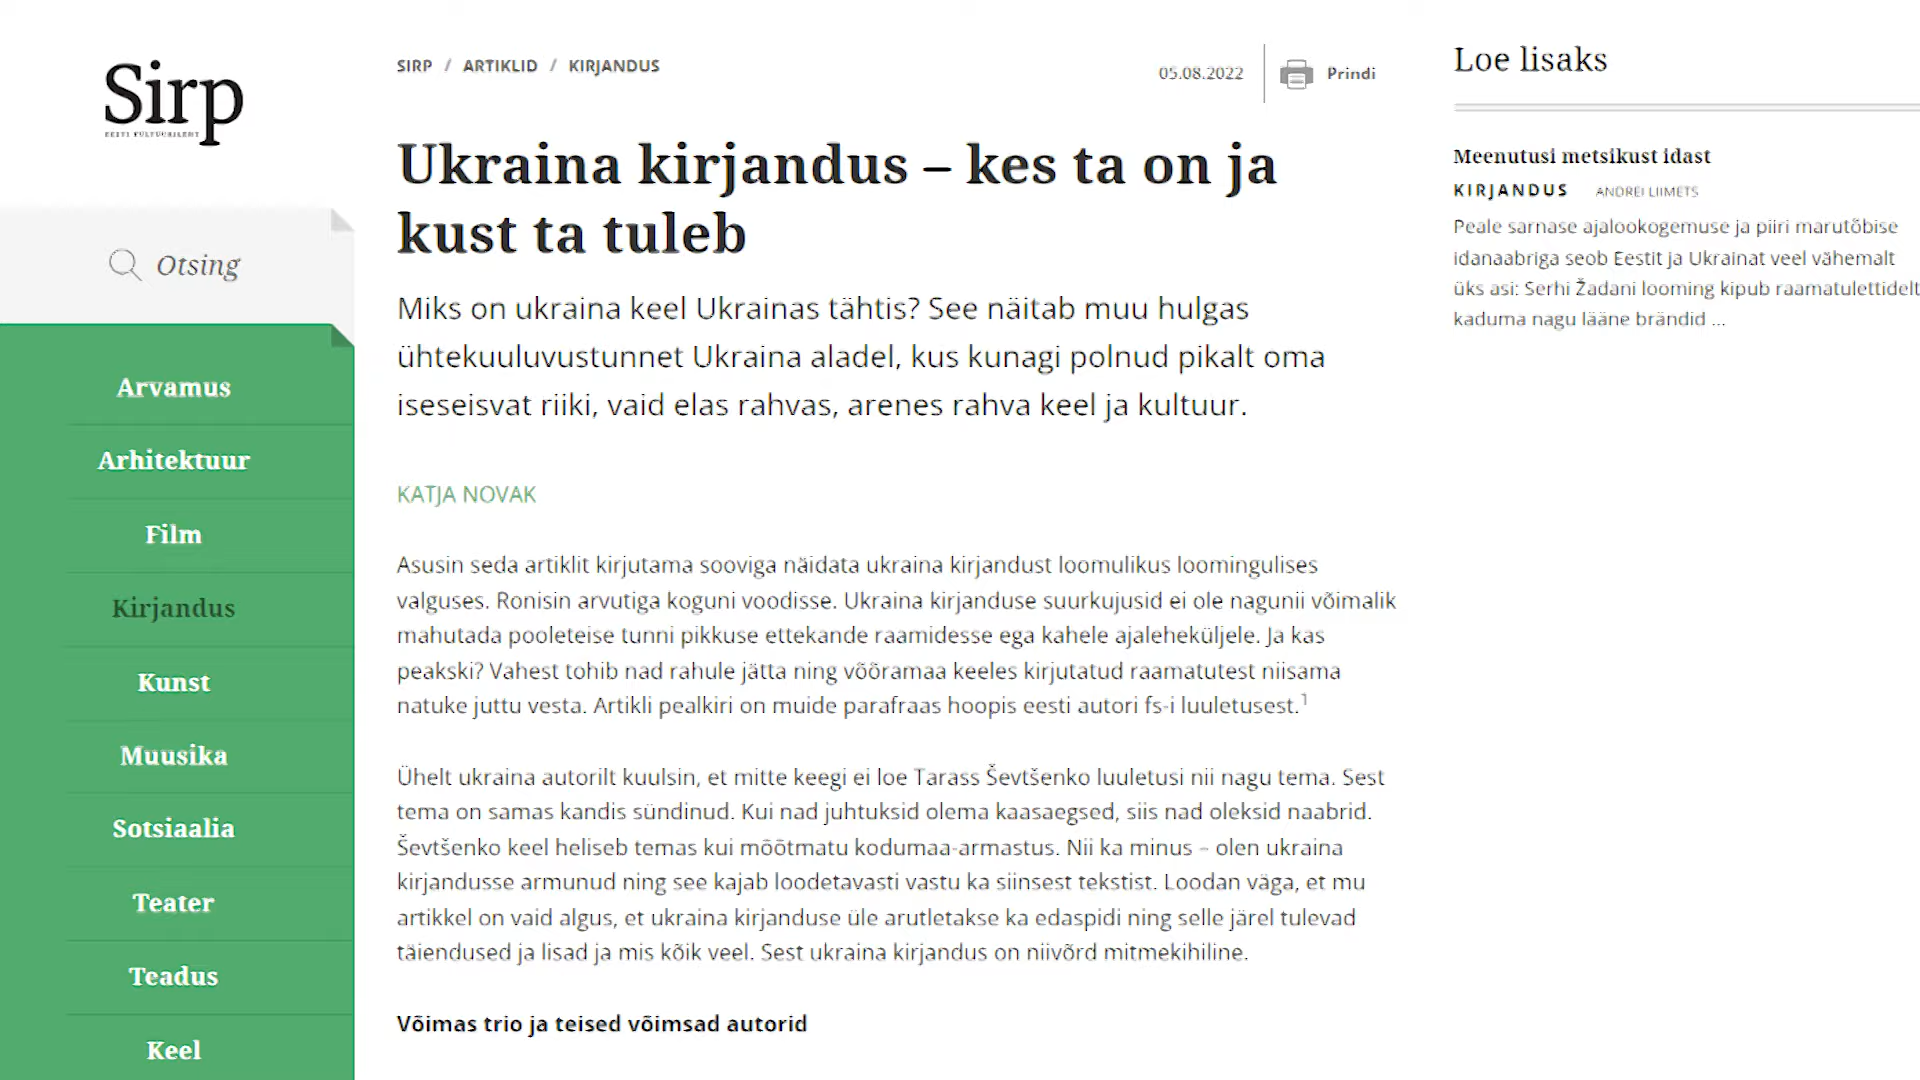 Sirp
EESTI KULTUURILEHT
Otsing
Arvamus
Arhitektuur
Film
Kirjandus
Kunst
Muusika
Sotsiaalia
Teater
Teadus
Keel
SIRP / ARTIKLID / KIRJANDUS
05.08.2022
Prindi
Ukraina kirjandus – kes ta on ja
kust ta tuleb
Miks on ukraina keel Ukrainas tähtis? See näitab muu hulgas
ühtekuuluvustunnet Ukraina aladel, kus kunagi polnud pikalt oma
iseseisvat riiki, vaid elas rahvas, arenes rahva keel ja kultuur.
KATJA NOVAK
Asusin seda artiklit kirjutama sooviga näidata ukraina kirjandust loomulikus loomingulises
valguses. Ronisin arvutiga koguni voodisse. Ukraina kirjanduse suurkujusid ei ole nagunii võimalik
mahutada pooleteise tunni pikkuse ettekande raamidesse ega kahele ajaleheküljele. Ja kas
peakski? Vahest tohib nad rahule jätta ning võõramaa keeles kirjutatud raamatutest niisama
natuke juttu vesta. Artikli pealkiri on muide parafraas hoopis eesti autori fs-i luuletusest.¹
Ühelt ukraina autorilt kuulsin, et mitte keegi ei loe Tarass Ševtšenko luuletusi nii nagu tema. Sest
tema on samas kandis sündinud. Kui nad juhtuksid olema kaasaegsed, siis nad oleksid naabrid.
Ševtšenko keel heliseb temas kui mõõtmatu kodumaa-armastus. Nii ka minus – olen ukraina
kirjandusse armunud ning see kajab loodetavasti vastu ka siinsest tekstist. Loodan väga, et mu
artikkel on vaid algus, et ukraina kirjanduse üle arutletakse ka edaspidi ning selle järel tulevad
täiendused ja lisad ja mis kõik veel. Sest ukraina kirjandus on niivõrd mitmekihiline.
Võimas trio ja teised võimsad autorid
Loe lisaks
Meenutusi metsikust idast
KIRJANDUS ANDREI LIIMETS
Peale sarnase ajalookogemuse ja piiri marutõbise
idanaabriga seob Eestit ja Ukrainat veel vähemalt
üks asi: Serhi Žadani looming kipub raamatulettidelt
kaduma nagu lääne brändid ...